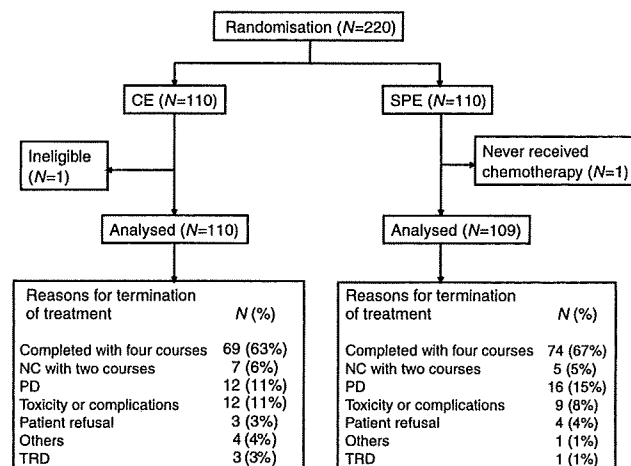 Randomisation (N=220)
CE (N=110)
SPE (N=110)
Ineligible
(N=1)
Never received
chemotherapy (N=1)
Analysed (N=110)
Analysed (N=109)
Reasons for termination
of treatment N (%)
Completed with four courses 69 (63%)
NC with two courses 7 (6%)
PD 12 (11%)
Toxicity or complications 12 (11%)
Patient refusal 3 (3%)
Others 4 (4%)
TRD 3 (3%)
Reasons for termination
of treatment N (%)
Completed with four courses 74 (67%)
NC with two courses 5 (5%)
PD 16 (15%)
Toxicity or complications 9 (8%)
Patient refusal 4 (4%)
Others 1 (1%)
TRD 1 (1%)